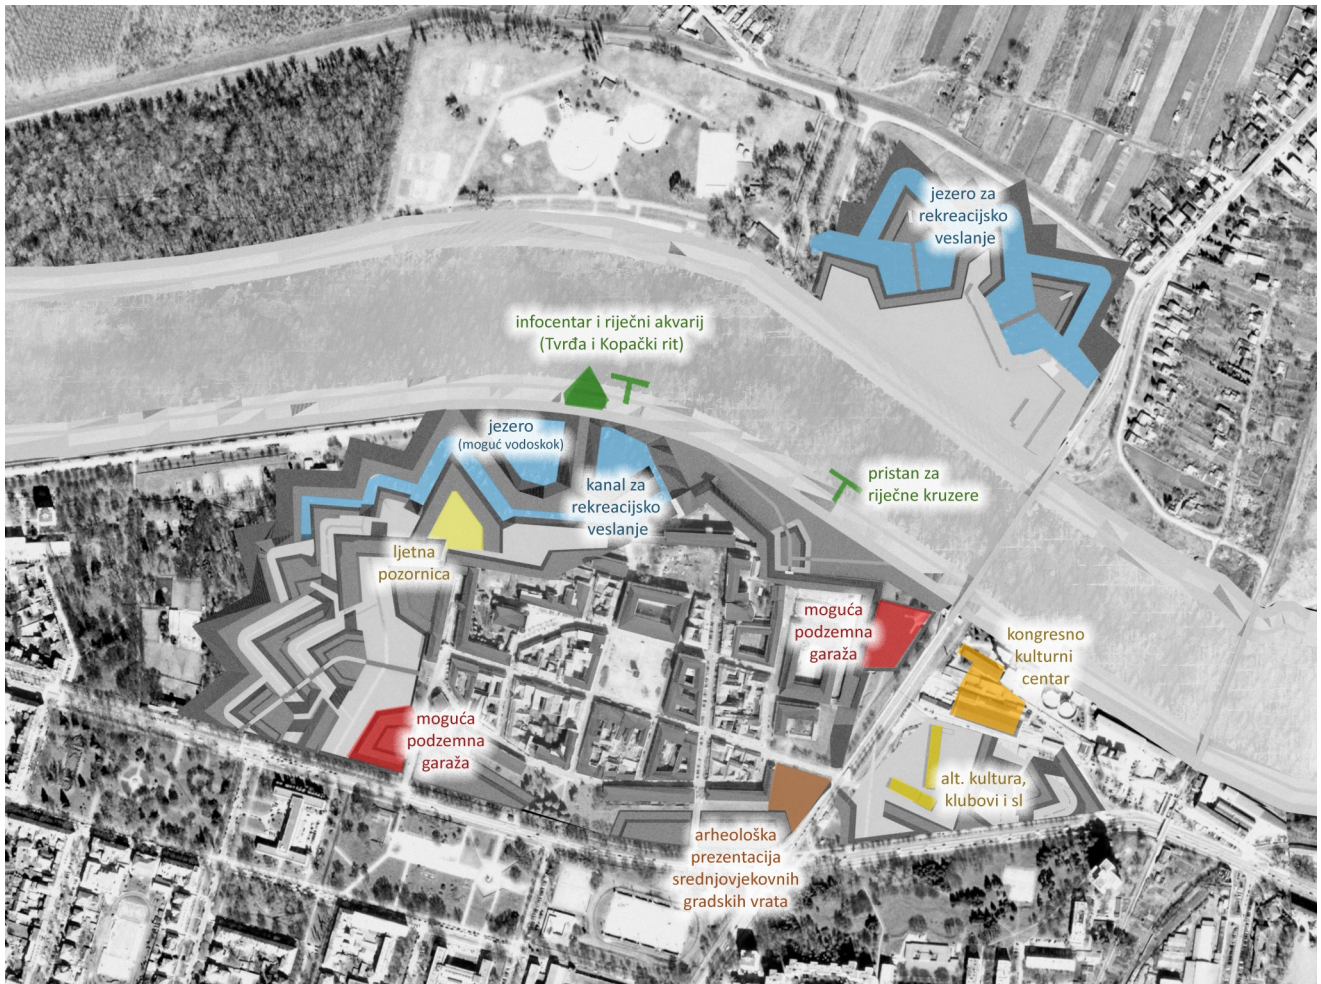 jezero za
rekreacijsko
veslanje
infocentar i riječni akvarij
(Tvrđa i Kopački rit)
jezero
(moguć vodoskok)
kanal za
rekreacijsko
veslanje
pristan za
riječne kruzere
ljetna
pozornica
moguća
podzemna
garaža
kongresno
kulturni
centar
moguća
podzemna
garaža
alt. kultura,
klubovi i sl
arheološka
prezentacija
srednjovjekovnih
gradskih vrata